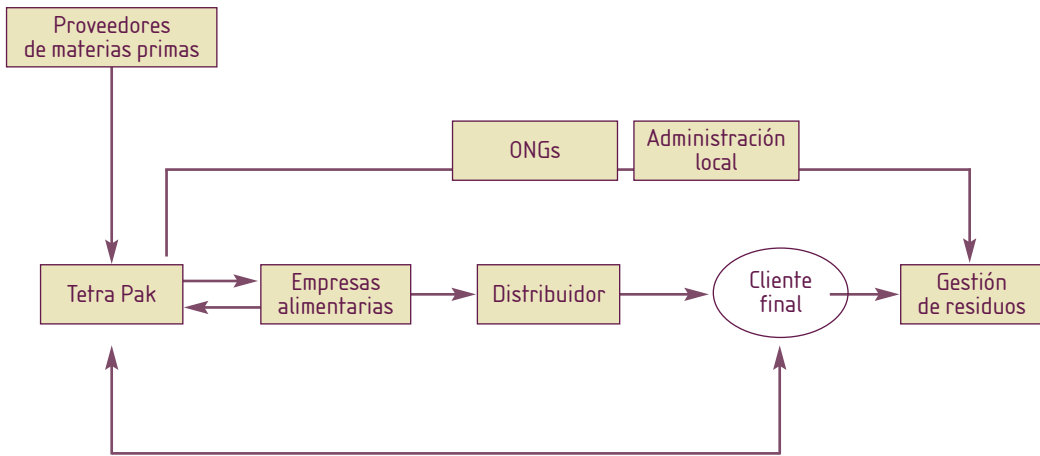 Proveedores
de materias primas
ONGs
Administración
local
Tetra Pak
Empresas
alimentarias
Distribuidor
Cliente
final
Gestión
de residuos